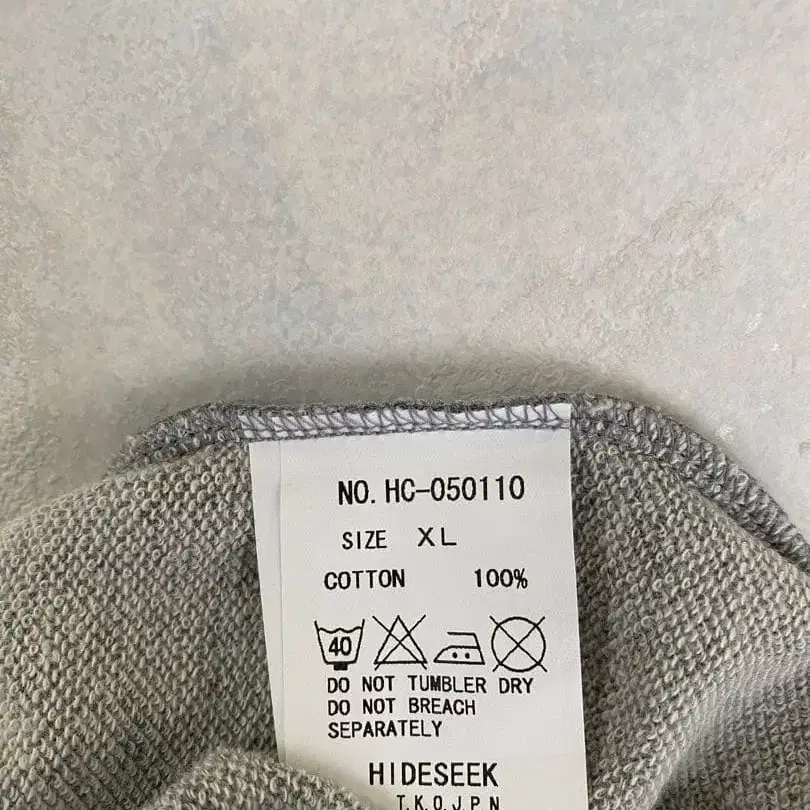 NO. HC-050110
SIZE XL
COTTON 100%
40
DO NOT TUMBLER DRY
DO NOT BREACH
SEPARATELY
HIDESEEK
T.K.O.J.P.N